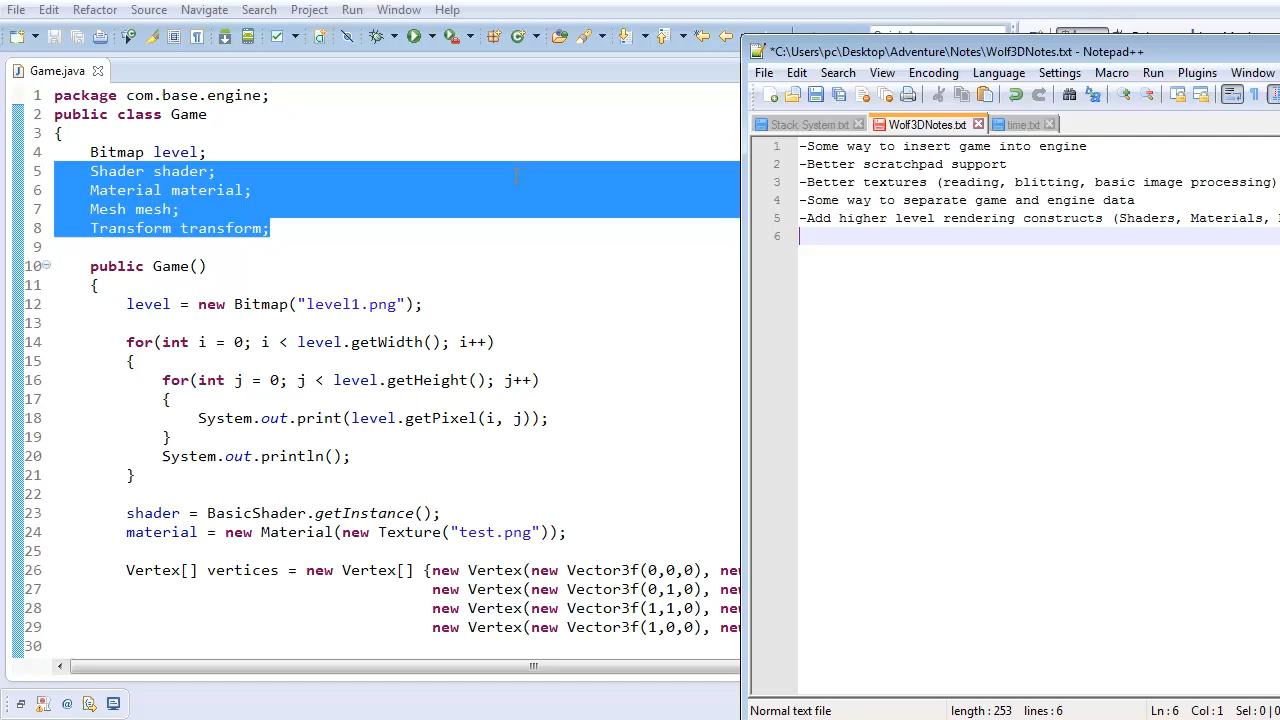 File Edit Refactor Source Navigate Search Project Run Window Help
Game.java
1 package com.base.engine;
2 public class Game
3 {
4 Bitmap level;
5 Shader shader;
6 Material material;
7 Mesh mesh;
8 Transform transform;
9
10 public Game()
11 {
12 level = new Bitmap("level1.png");
13
14 for(int i = 0; i < level.getWidth(); i++)
15 {
16 for(int j = 0; j < level.getHeight(); j++)
17 {
18 System.out.print(level.getPixel(i, j));
19 }
20 System.out.println();
21 }
22
23 shader = BasicShader.getInstance();
24 material = new Material(new Texture("test.png"));
25
26 Vertex[] vertices = new Vertex[] {new Vertex(new Vector3f(0,0,0), new
27 new Vertex(new Vector3f(0,1,0), new
28 new Vertex(new Vector3f(1,1,0), new
29 new Vertex(new Vector3f(1,0,0), new
30
*C:\Users\pc\Desktop\Adventure\Notes\Wolf3DNotes.txt - Notepad++
File Edit Search View Encoding Language Settings Macro Run Plugins Window
Stack System.txt Wolf3DNotes.txt time.txt
1 -Some way to insert game into engine
2 -Better scratchpad support
3 -Better textures (reading, blitting, basic image processing)
4 -Some way to separate game and engine data
5 -Add higher level rendering constructs (Shaders, Materials,
6
Normal text file length : 253 lines : 6 Ln : 6 Col : 1 Sel : 0 | 0